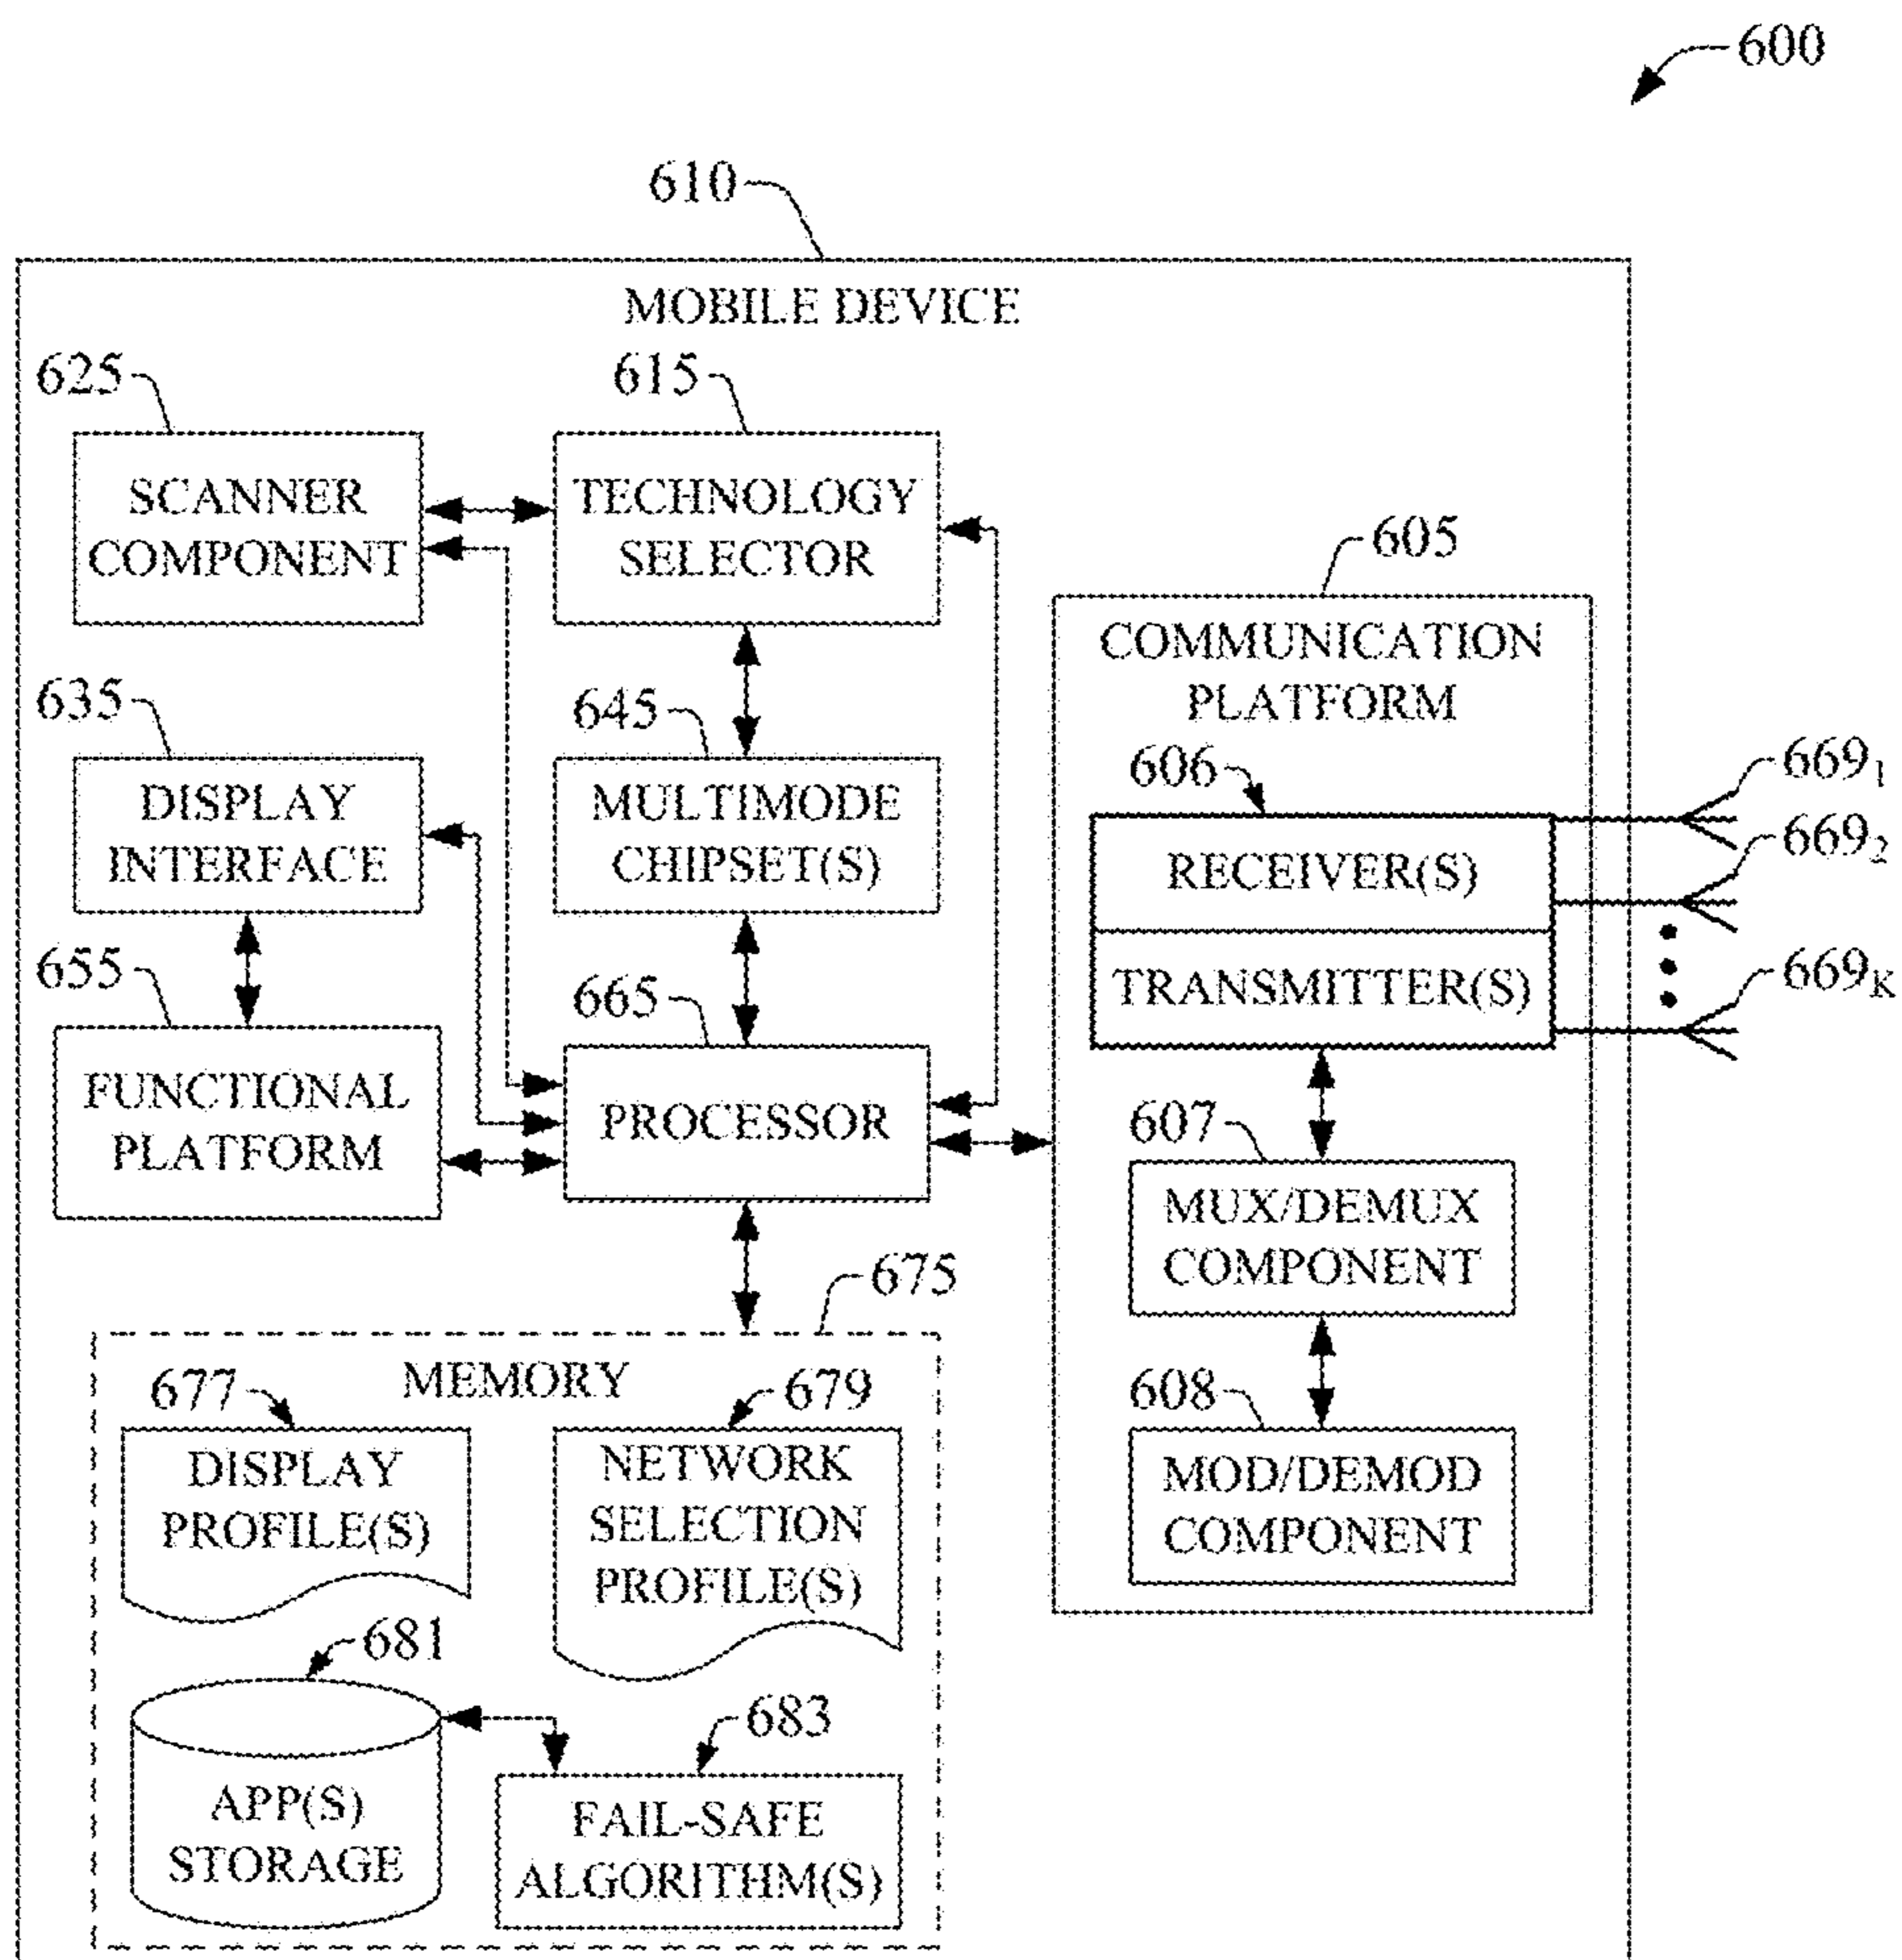 600
610
MOBILE DEVICE
625
615
SCANNER
COMPONENT
TECHNOLOGY
SELECTOR
605
COMMUNICATION
PLATFORM
635
645
606
669₁
DISPLAY
INTERFACE
MULTIMODE
CHIPSET(S)
RECEIVER(S)
669₂
655
665
TRANSMITTER(S)
669K
FUNCTIONAL
PLATFORM
PROCESSOR
607
MUX/DEMUX
COMPONENT
675
MEMORY
677
679
608
DISPLAY
PROFILE(S)
NETWORK
SELECTION
PROFILE(S)
MOD/DEMOD
COMPONENT
681
683
APP(S)
STORAGE
FAIL-SAFE
ALGORITHM(S)